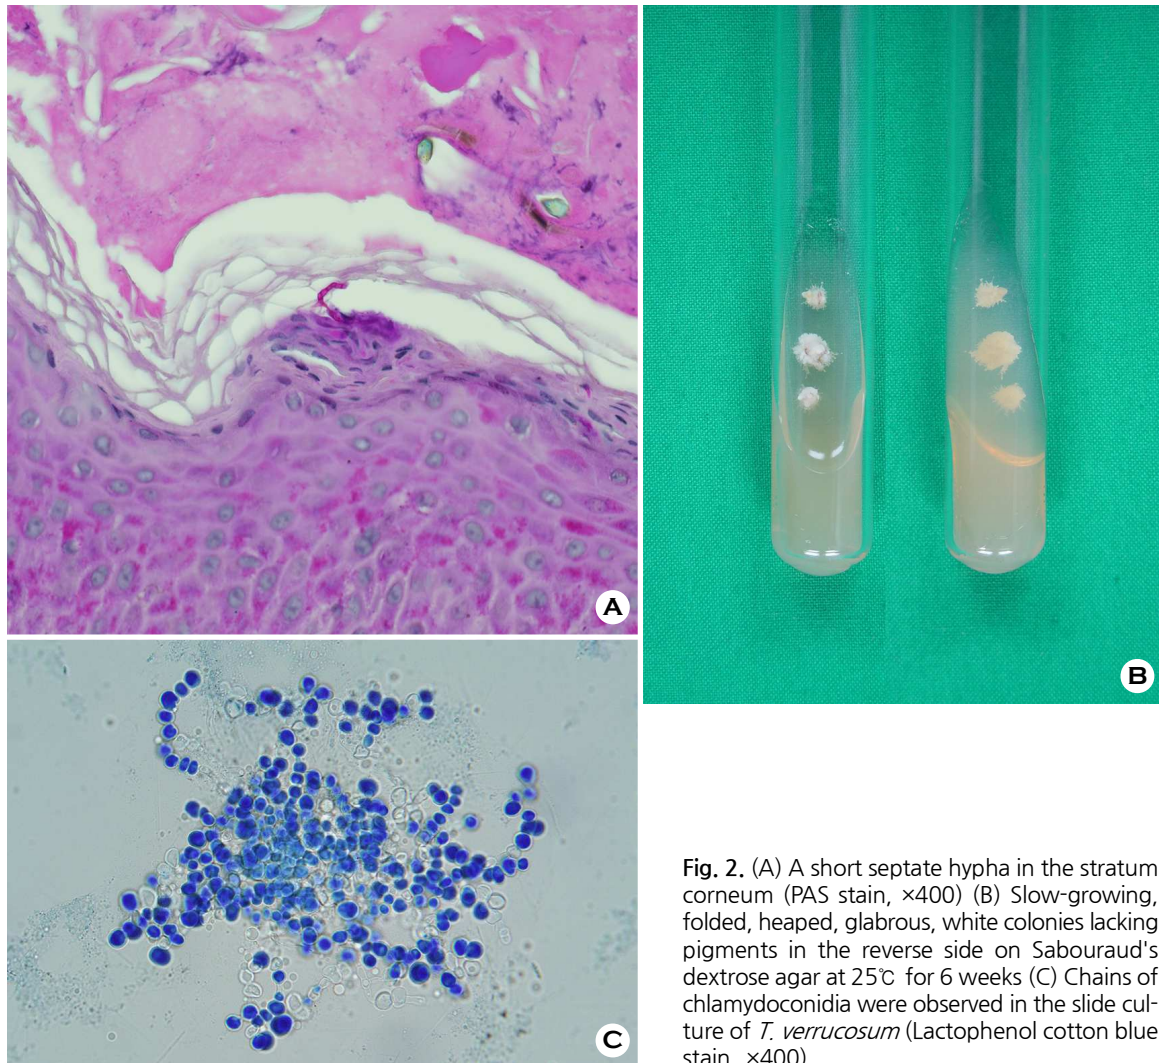 A
B
C
Fig. 2. (A) A short septate hypha in the stratum
corneum (PAS stain, ×400) (B) Slow-growing,
folded, heaped, glabrous, white colonies lacking
pigments in the reverse side on Sabouraud's
dextrose agar at 25℃ for 6 weeks (C) Chains of
chlamydoconidia were observed in the slide cul-
ture of T. verrucosum (Lactophenol cotton blue
stain, ×400)